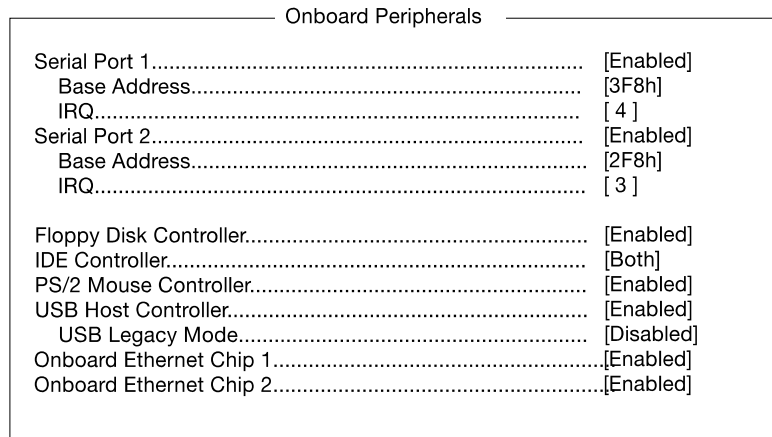 Onboard Peripherals
Serial Port 1.............................................................................. [Enabled]
Base Address....................................................................... [3F8h]
IRQ...................................................................................... [ 4 ]
Serial Port 2.............................................................................. [Enabled]
Base Address........................................................................ [2F8h]
IRQ....................................................................................... [ 3 ]
Floppy Disk Controller.............................................................. [Enabled]
IDE Controller............................................................................ [Both]
PS/2 Mouse Controller............................................................. [Enabled]
USB Host Controller................................................................. [Enabled]
USB Legacy Mode............................................................... [Disabled]
Onboard Ethernet Chip 1............................................................[Enabled]
Onboard Ethernet Chip 2............................................................[Enabled]